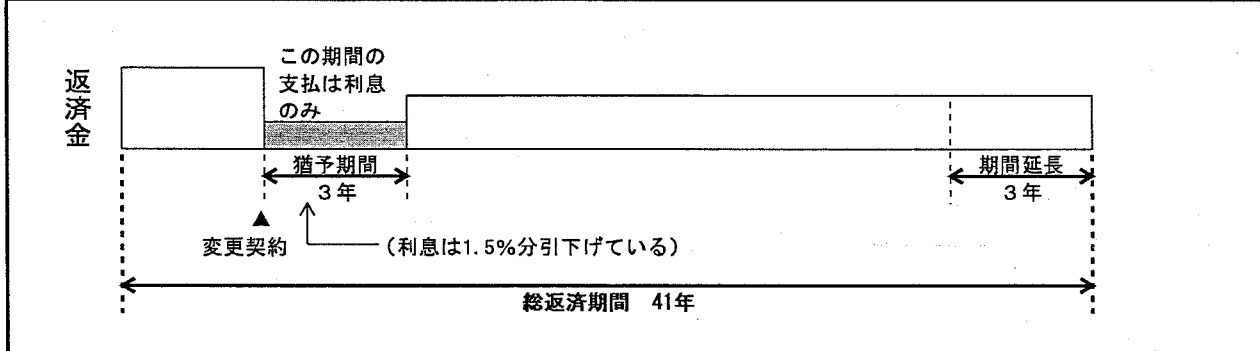 返済金
この期間の
支払は利息
のみ
猶予期間
3年
期間延長
3年
▲
変更契約
(利息は1.5%分引下げている)
総返済期間 41年